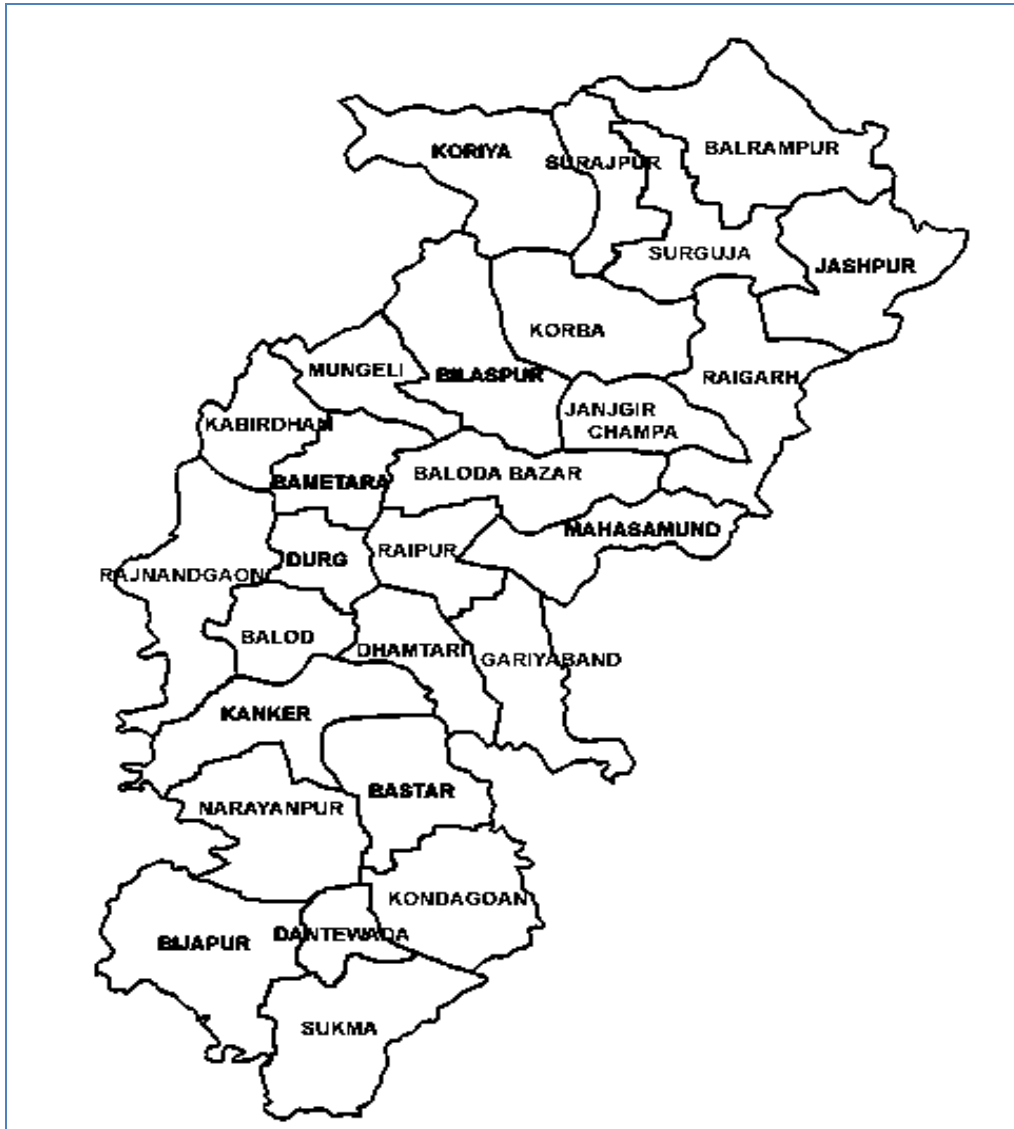 BALRAMPUR
KORIYA
SURAJPUR
SURGUJA
JASHPUR
KORBA
MUNGELI
BILASPUR
RAIGARH
JANJGIR
CHAMPA
KABIRDHAM
BAMETARA
BALODA BAZAR
MAHASAMUND
RAJNANDGAON
DURG
RAIPUR
BALOD
DHAMTARI
GARIYABAND
KANKER
BASTAR
NARAYANPUR
KONDAGOAN
BIJAPUR
DANTEWADA
SUKMA